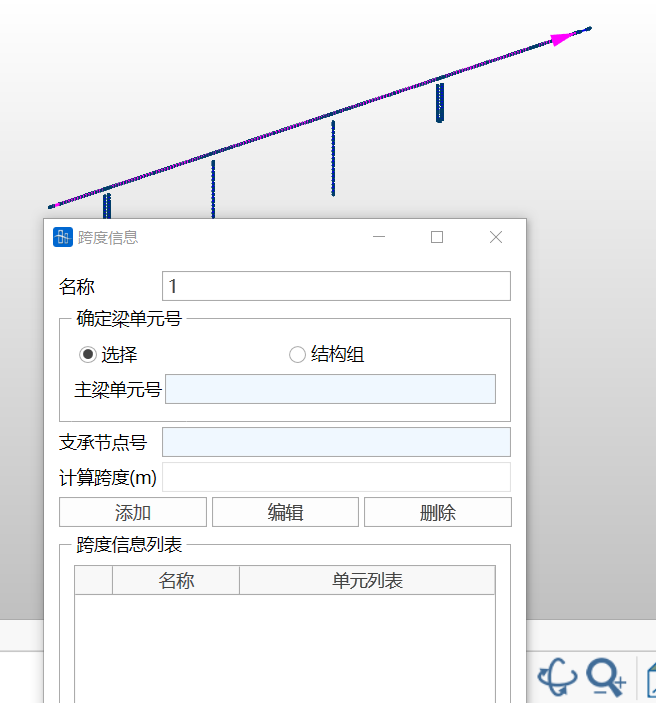 跨度信息
名称 1
确定梁单元号
选择 结构组
主梁单元号
支承节点号
计算跨度(m)
添加 编辑 删除
跨度信息列表
名称 单元列表